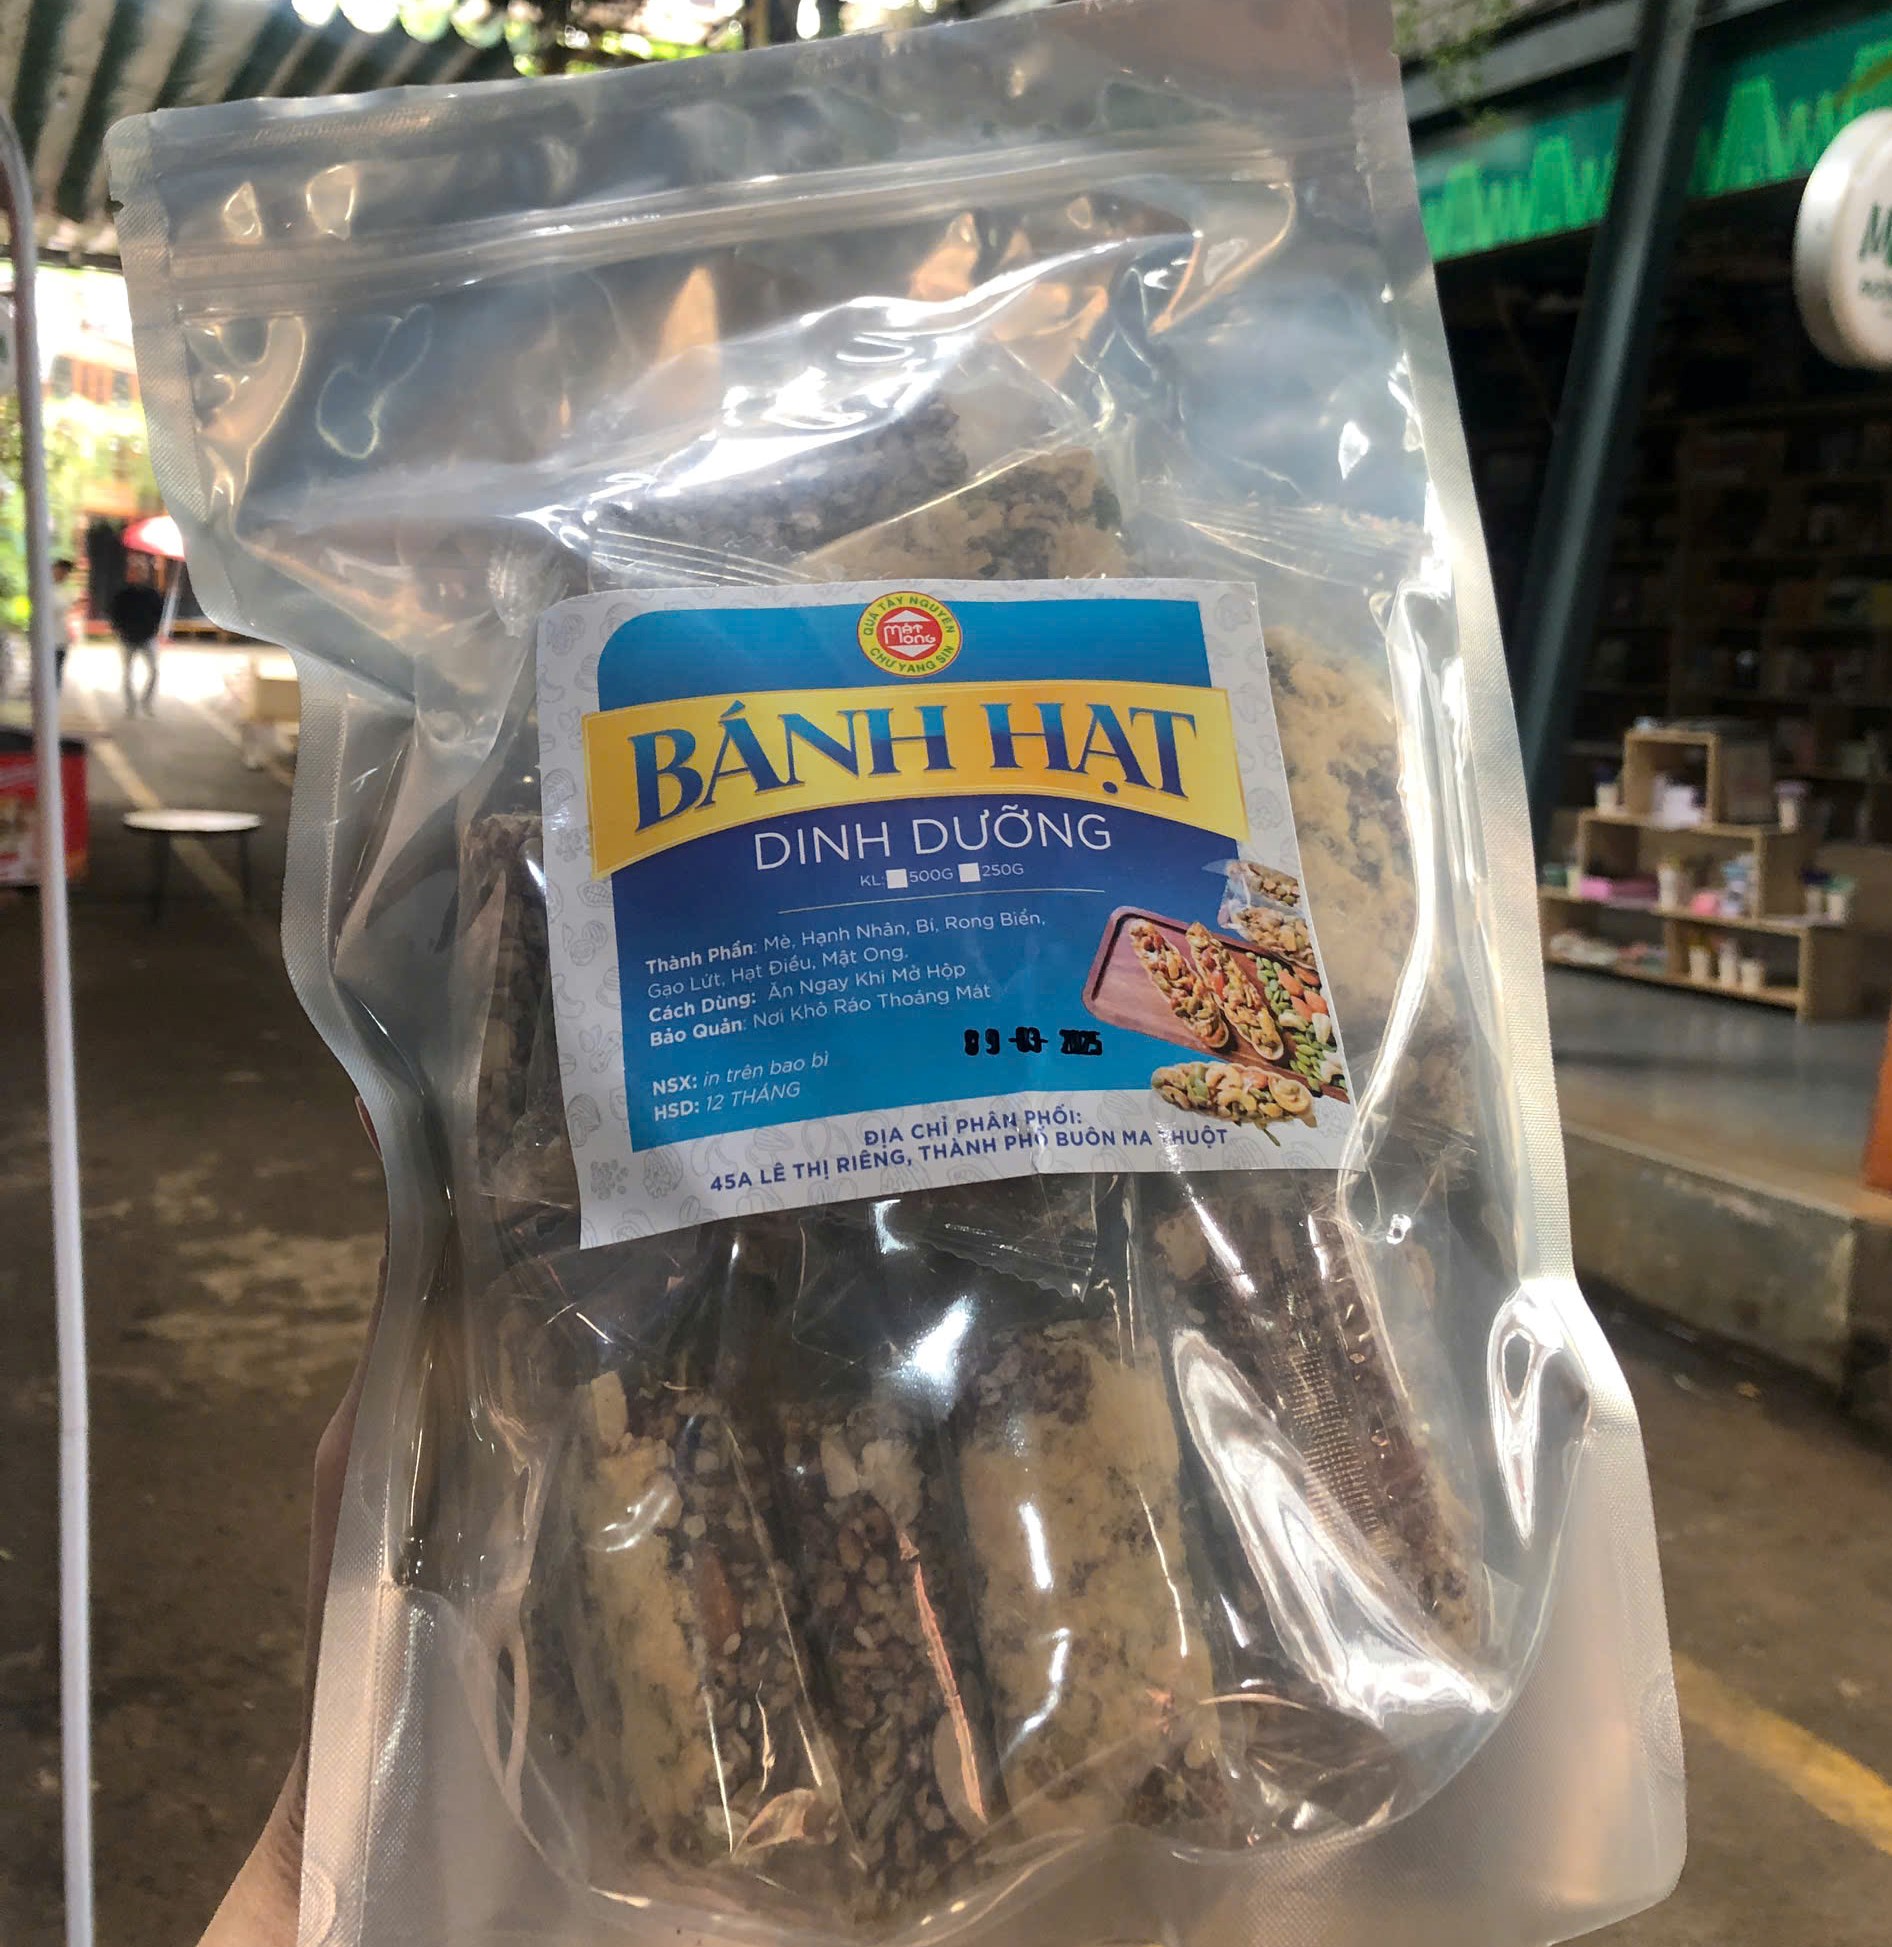 QUÀ TÂY NGUYÊN
MẬT ONG
CHƯ YANG SIN
BÁNH HẠT
DINH DƯỠNG
KL: 500G 250G
Thành Phần: Mè, Hạnh Nhân, Bí, Rong Biển,
Gạo Lứt, Hạt Điều, Mật Ong.
Cách Dùng: Ăn Ngay Khi Mở Hộp
Bảo Quản: Nơi Khô Ráo Thoáng Mát
-03- 2025
NSX: in trên bao bì
HSD: 12 THÁNG
ĐỊA CHỈ PHÂN PHỐI:
45A LÊ THỊ RIÊNG, THÀNH PHỐ BUÔN MA THUỘT